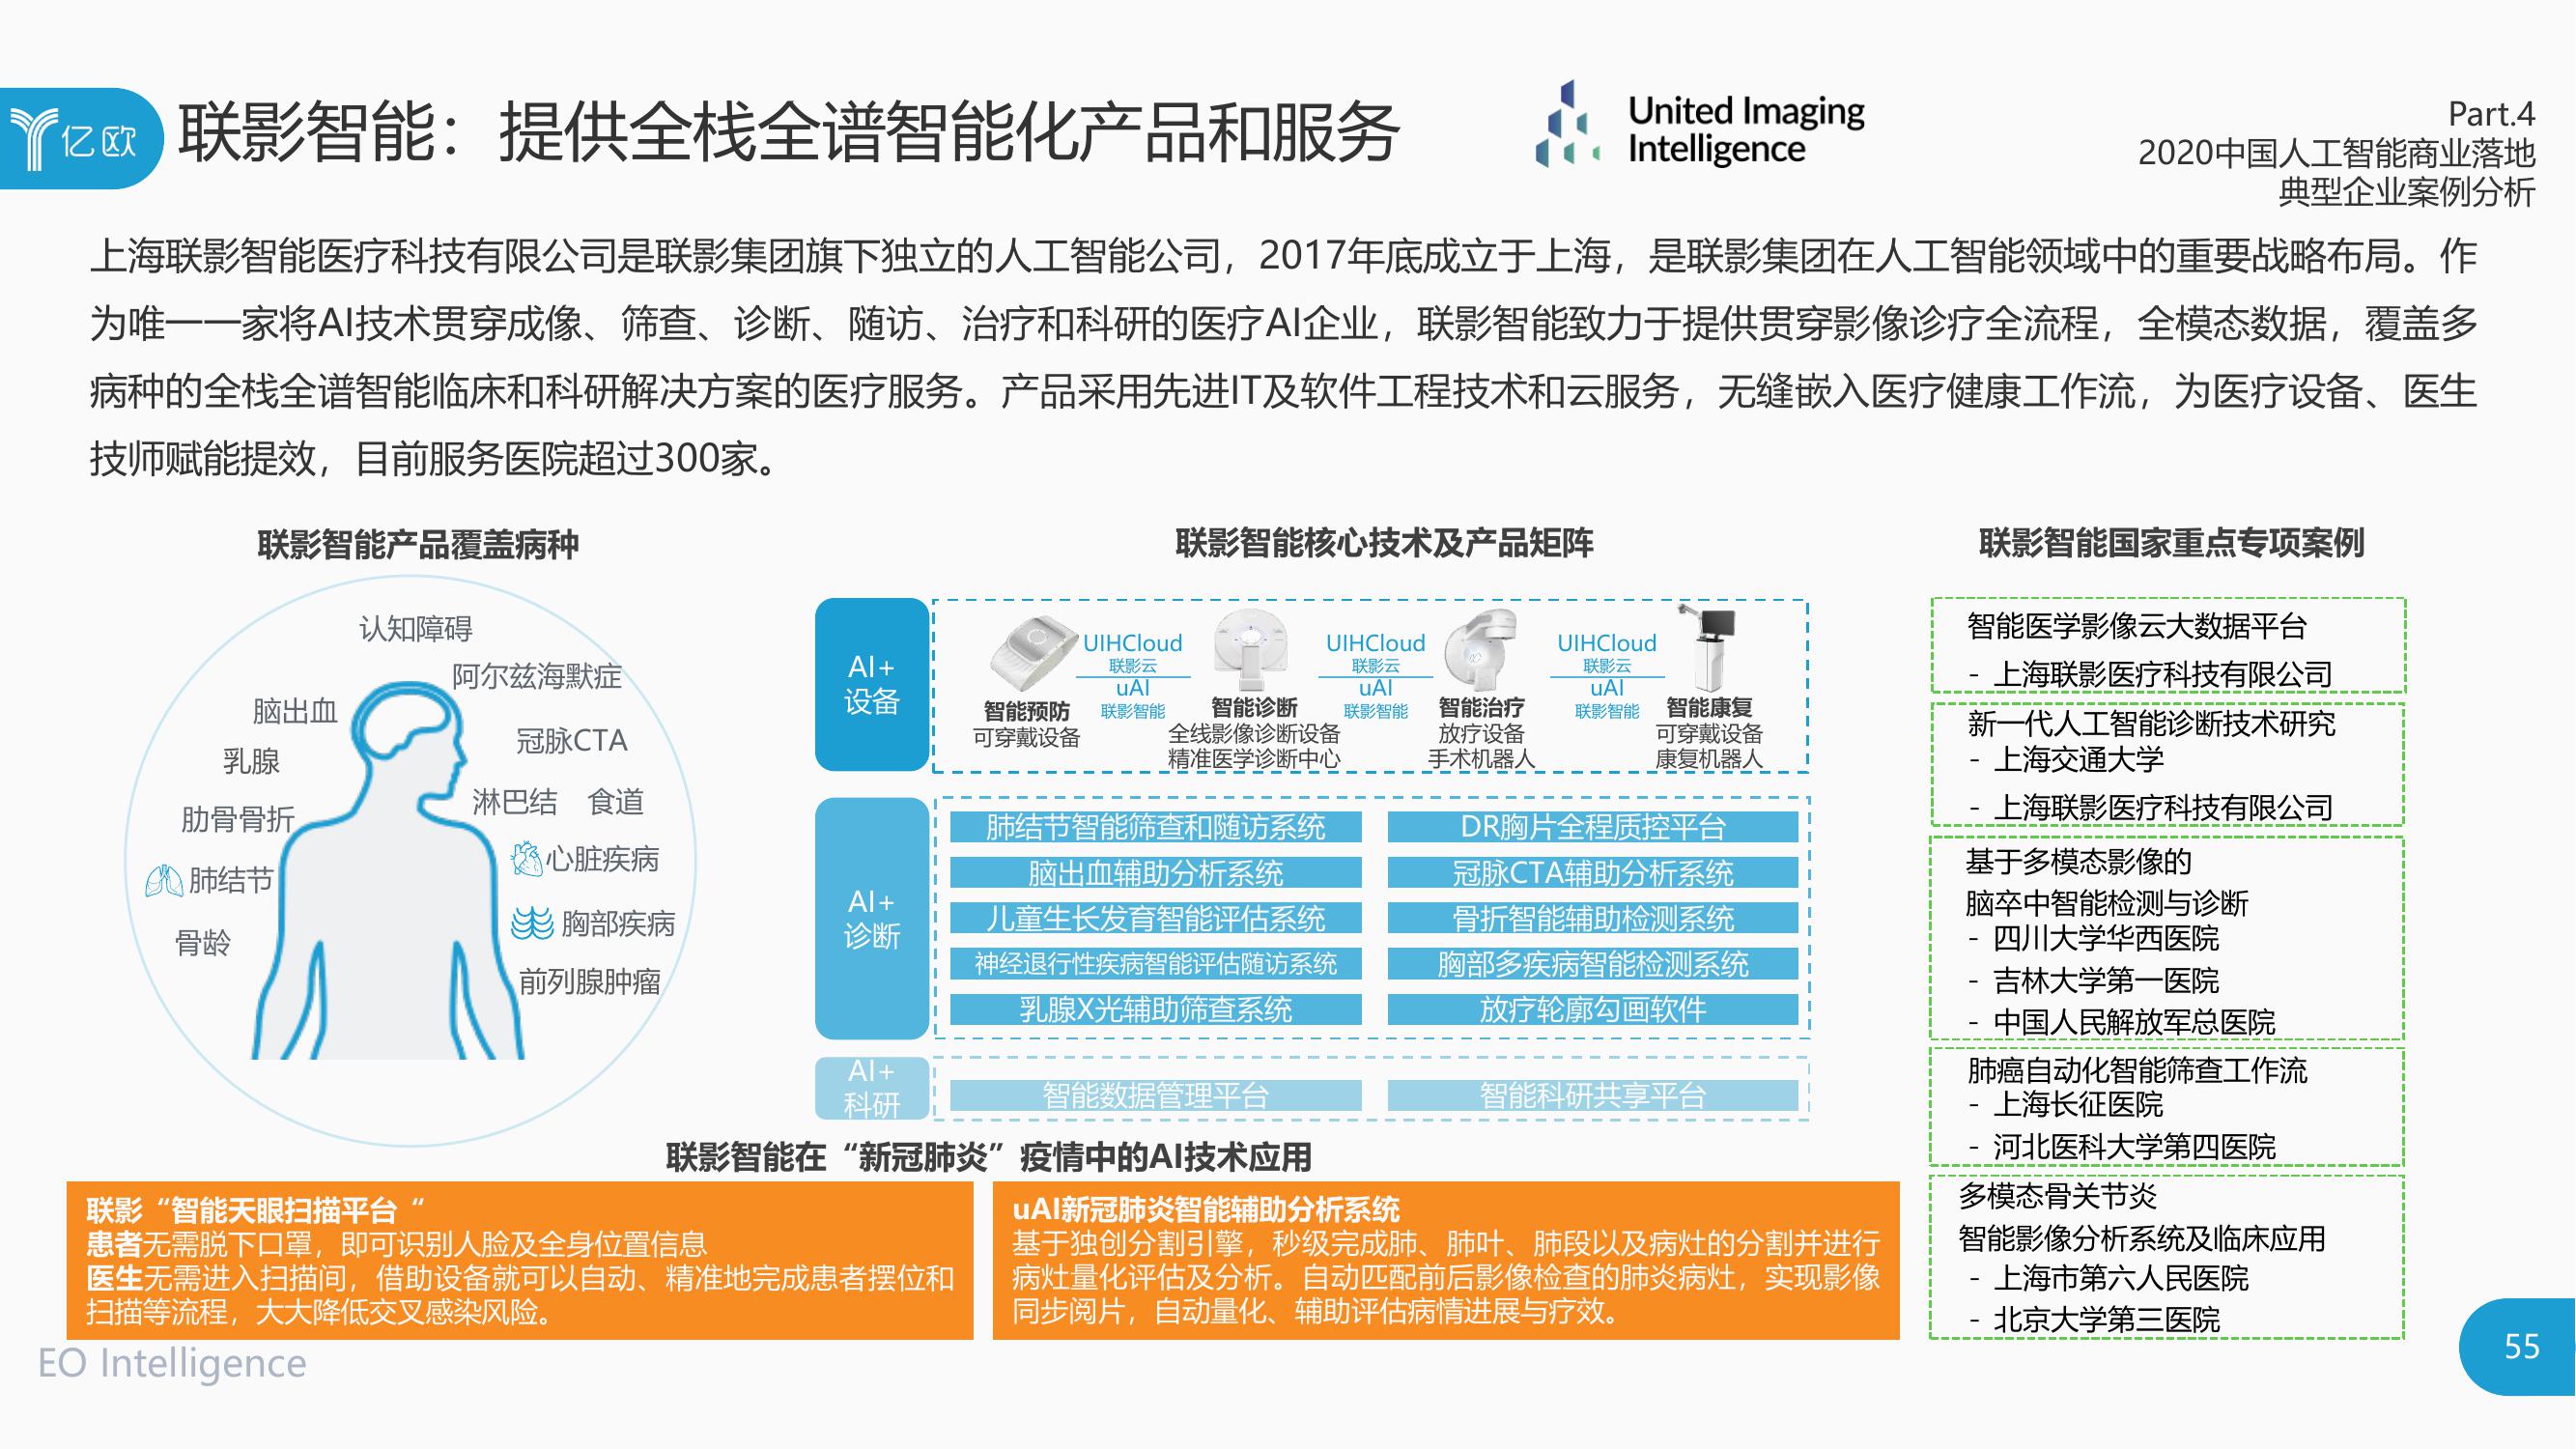 亿欧
联影智能：提供全栈全谱智能化产品和服务
United Imaging
Intelligence
Part.4
2020中国人工智能商业落地
典型企业案例分析
上海联影智能医疗科技有限公司是联影集团旗下独立的人工智能公司，2017年底成立于上海，是联影集团在人工智能领域中的重要战略布局。作
为唯一一家将AI技术贯穿成像、筛查、诊断、随访、治疗和科研的医疗AI企业，联影智能致力于提供贯穿影像诊疗全流程，全模态数据，覆盖多
病种的全栈全谱智能临床和科研解决方案的医疗服务。产品采用先进IT及软件工程技术和云服务，无缝嵌入医疗健康工作流，为医疗设备、医生
技师赋能提效，目前服务医院超过300家。
联影智能产品覆盖病种
认知障碍
阿尔兹海默症
脑出血
冠脉CTA
乳腺
淋巴结 食道
肋骨骨折
心脏疾病
肺结节
胸部疾病
骨龄
前列腺肿瘤
联影智能核心技术及产品矩阵
AI+
设备
UIHCloud
联影云
uAI
联影智能
UIHCloud
联影云
uAI
联影智能
UIHCloud
联影云
uAI
联影智能
智能预防
可穿戴设备
智能诊断
全线影像诊断设备
精准医学诊断中心
智能治疗
放疗设备
手术机器人
智能康复
可穿戴设备
康复机器人
AI+
诊断
肺结节智能筛查和随访系统
DR胸片全程质控平台
脑出血辅助分析系统
冠脉CTA辅助分析系统
儿童生长发育智能评估系统
骨折智能辅助检测系统
神经退行性疾病智能评估随访系统
胸部多疾病智能检测系统
乳腺X光辅助筛查系统
放疗轮廓勾画软件
AI+
科研
智能数据管理平台
智能科研共享平台
联影智能国家重点专项案例
智能医学影像云大数据平台
- 上海联影医疗科技有限公司
新一代人工智能诊断技术研究
- 上海交通大学
- 上海联影医疗科技有限公司
基于多模态影像的
脑卒中智能检测与诊断
- 四川大学华西医院
- 吉林大学第一医院
- 中国人民解放军总医院
肺癌自动化智能筛查工作流
- 上海长征医院
- 河北医科大学第四医院
多模态骨关节炎
智能影像分析系统及临床应用
- 上海市第六人民医院
- 北京大学第三医院
联影智能在“新冠肺炎”疫情中的AI技术应用
联影“智能天眼扫描平台“
患者无需脱下口罩，即可识别人脸及全身位置信息
医生无需进入扫描间，借助设备就可以自动、精准地完成患者摆位和
扫描等流程，大大降低交叉感染风险。
uAI新冠肺炎智能辅助分析系统
基于独创分割引擎，秒级完成肺、肺叶、肺段以及病灶的分割并进行
病灶量化评估及分析。自动匹配前后影像检查的肺炎病灶，实现影像
同步阅片，自动量化、辅助评估病情进展与疗效。
EO Intelligence
55